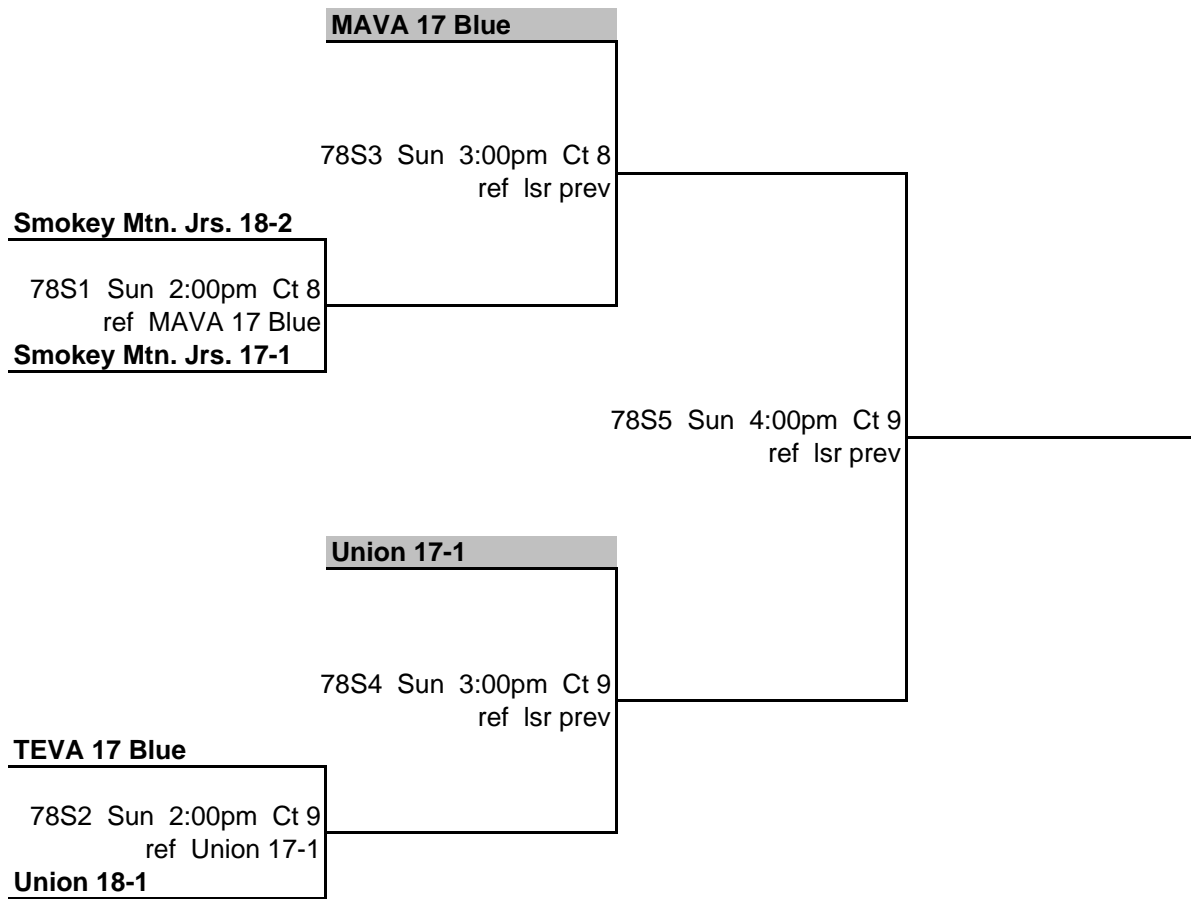 MAVA 17 Blue
78S3 Sun 3:00pm Ct 8
ref lsr prev
Smokey Mtn. Jrs. 18-2
78S1 Sun 2:00pm Ct 8
ref MAVA 17 Blue
Smokey Mtn. Jrs. 17-1
78S5 Sun 4:00pm Ct 9
ref lsr prev
Union 17-1
78S4 Sun 3:00pm Ct 9
ref lsr prev
TEVA 17 Blue
78S2 Sun 2:00pm Ct 9
ref Union 17-1
Union 18-1